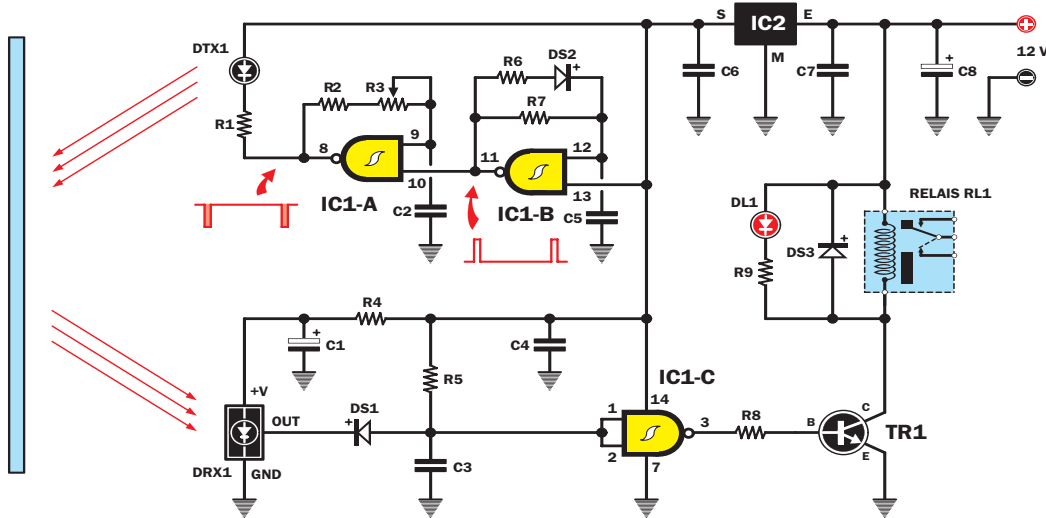 S
IC2
E
M
12 V
DTX1
R1
R2
R3
8
9
10
IC1-A
C2
R6
DS2
+
R7
11
12
13
IC1-B
C5
C6
C7
+
C8
DL1
R9
DS3
+
RELAIS RL1
R4
+
C1
C4
R5
+V
OUT
DRX1
GND
DS1
+
C3
IC1-C
14
1
2
3
7
R8
B
C
E
TR1